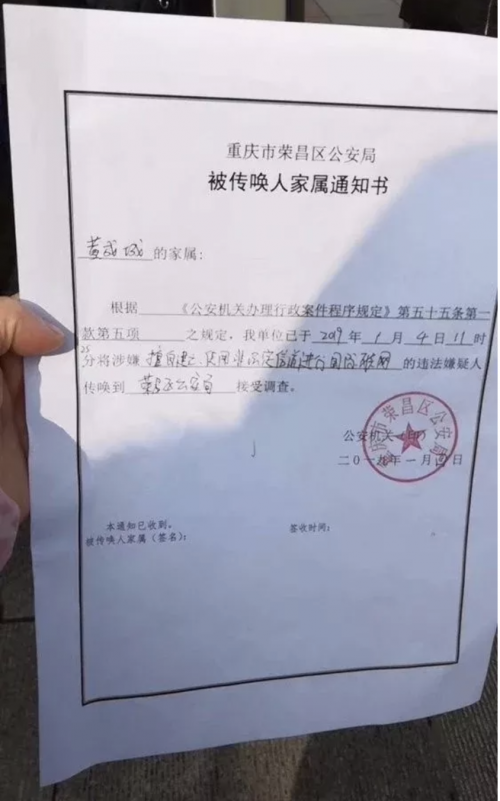 重庆市荣昌区公安局
被传唤人家属通知书
黄成城的家属:
根据 《公安机关办理行政案件程序规定》第五十五条第一
款第五项 之规定，我单位已于2019年1月4日11时
25分将涉嫌擅自建立、使用非法定信道进行国际联网的违法嫌疑人
传唤到荣昌区公安局接受调查。
公安机关（印）
二〇一九年一月四日
本通知已收到。
被传唤人家属（签名）: 签收时间:
重庆市荣昌区公安局